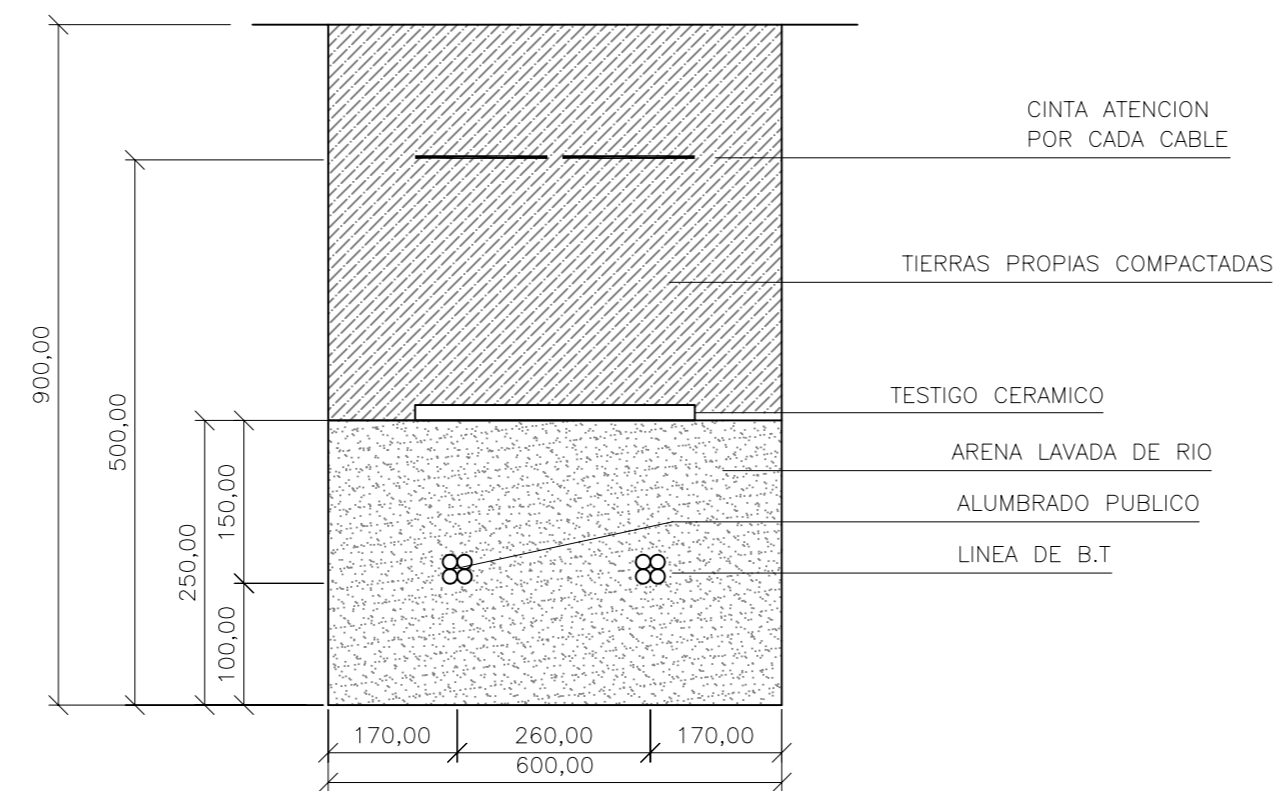 CINTA ATENCION
POR CADA CABLE
TIERRAS PROPIAS COMPACTADAS
TESTIGO CERAMICO
ARENA LAVADA DE RIO
ALUMBRADO PUBLICO
LINEA DE B.T
900,00
500,00
250,00
150,00
100,00
170,00
260,00
170,00
600,00